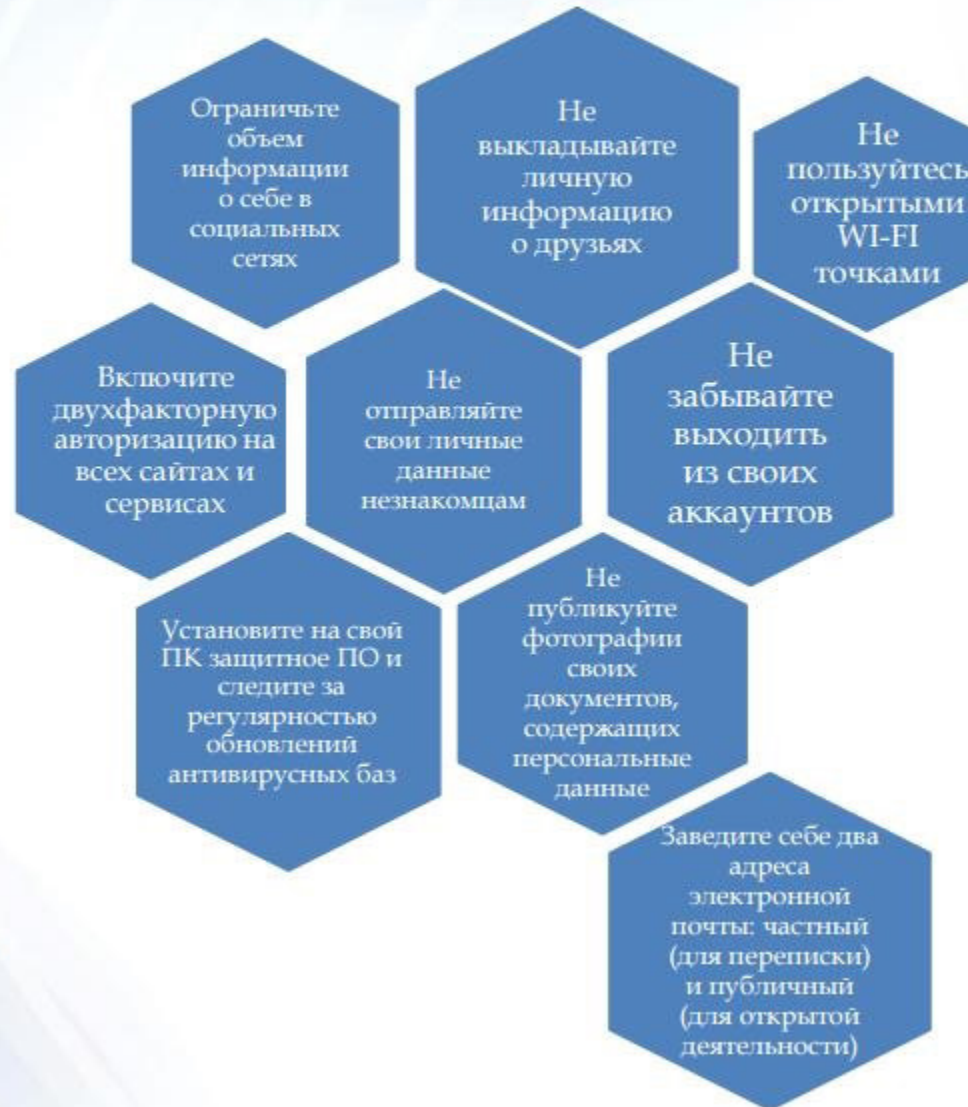 Ограничьте
объем
информации
о себе в
социальных
сетях
Не
выкладывайте
личную
информацию
о друзьях
Не
пользуйтесь
открытыми
WI-FI
точками
Включите
двухфакторную
авторизацию на
всех сайтах и
сервисах
Не
отправляйте
свои личные
данные
незнакомцам
Не
забывайте
выходить
из своих
аккаунтов
Установите на свой
ПК защитное ПО и
следите за
регулярностью
обновлений
антивирусных баз
Не
публикуйте
фотографии
своих
документов,
содержащих
персональные
данные
Заведите себе два
адреса
электронной
почты: частный
(для переписки)
и публичный
(для открытой
деятельности)